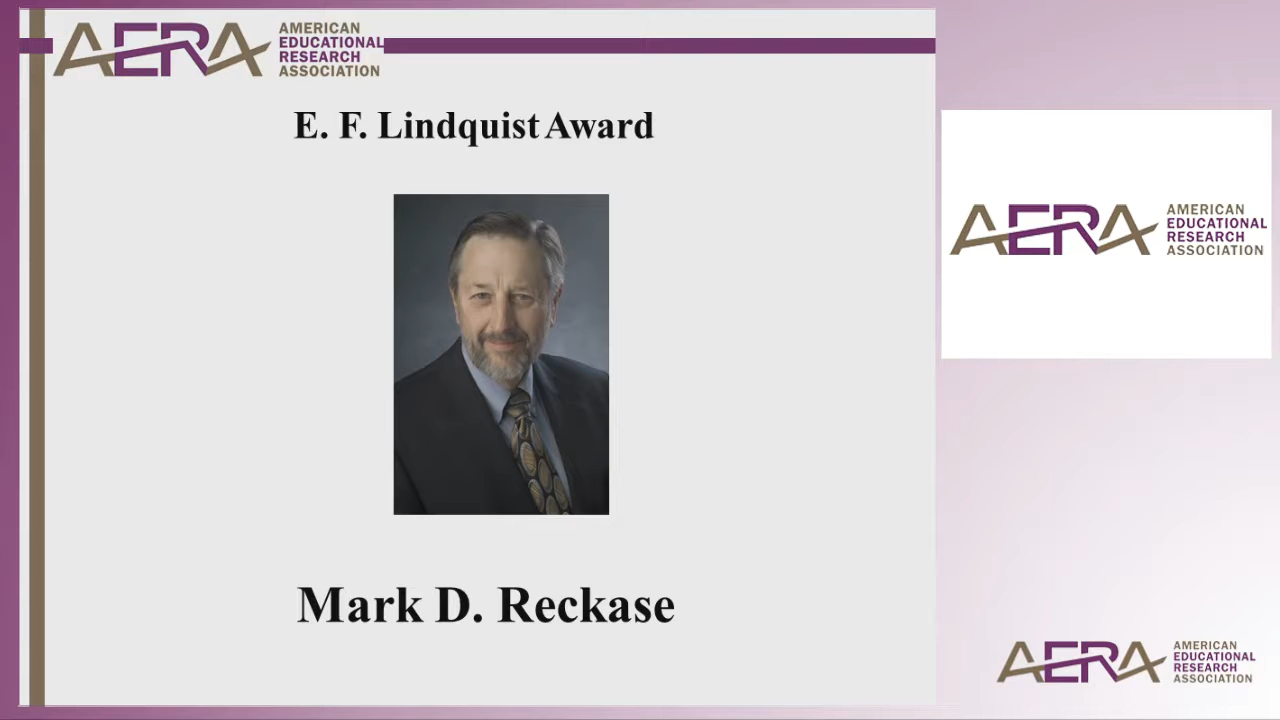 AERA
AMERICAN
EDUCATIONAL
RESEARCH
ASSOCIATION
E. F. Lindquist Award
Mark D. Reckase
AERA
AMERICAN
EDUCATIONAL
RESEARCH
ASSOCIATION
AERA
AMERICAN
EDUCATIONAL
RESEARCH
ASSOCIATION